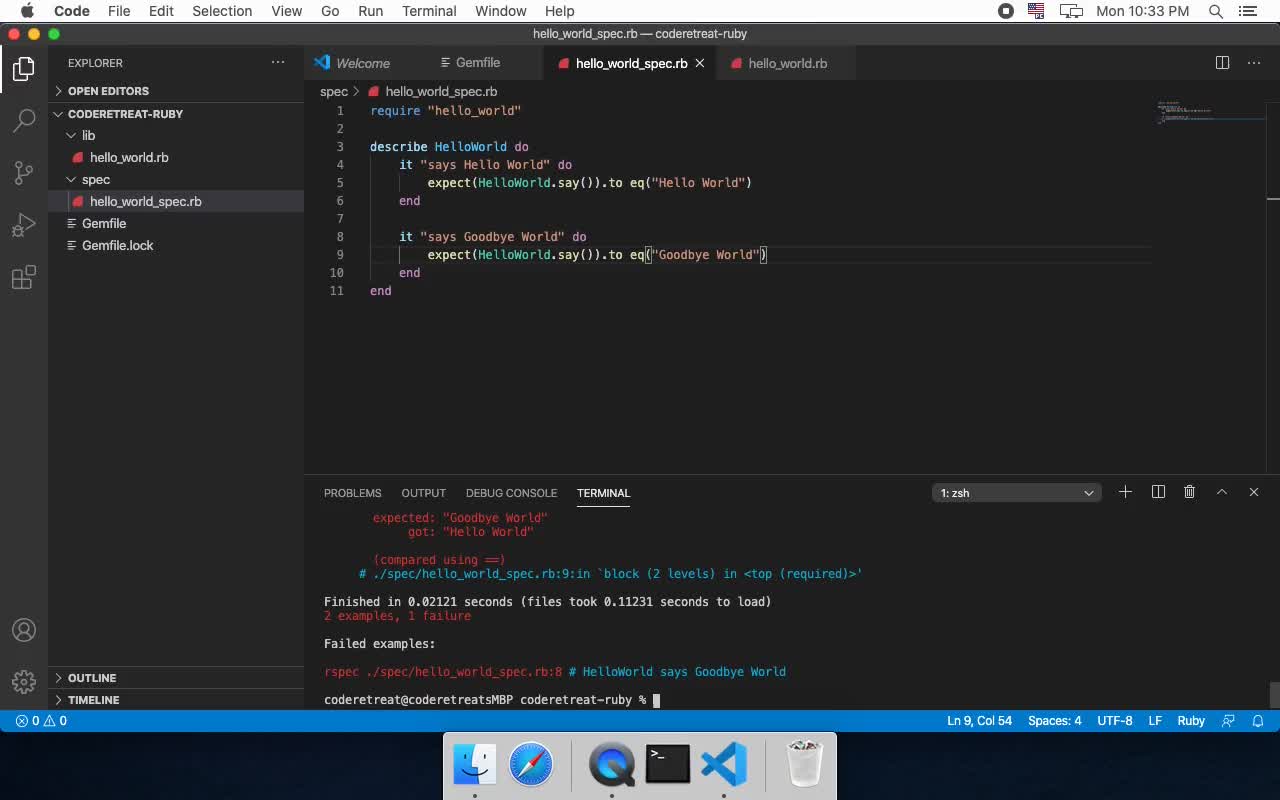 Code File Edit Selection View Go Run Terminal Window Help Mon 10:33 PM
hello_world_spec.rb — coderetreat-ruby
EXPLORER
Welcome Gemfile hello_world_spec.rb hello_world.rb
OPEN EDITORS
CODERETREAT-RUBY
lib
hello_world.rb
spec
hello_world_spec.rb
Gemfile
Gemfile.lock
OUTLINE
TIMELINE
spec > hello_world_spec.rb
1 require "hello_world"
2
3 describe HelloWorld do
4 it "says Hello World" do
5 expect(HelloWorld.say()).to eq("Hello World")
6 end
7
8 it "says Goodbye World" do
9 expect(HelloWorld.say()).to eq("Goodbye World")
10 end
11 end
PROBLEMS OUTPUT DEBUG CONSOLE TERMINAL 1: zsh
expected: "Goodbye World"
got: "Hello World"
(compared using ==)
# ./spec/hello_world_spec.rb:9:in `block (2 levels) in <top (required)>'
Finished in 0.02121 seconds (files took 0.11231 seconds to load)
2 examples, 1 failure
Failed examples:
rspec ./spec/hello_world_spec.rb:8 # HelloWorld says Goodbye World
coderetreat@coderetreatsMBP coderetreat-ruby %
0 0 Ln 9, Col 54 Spaces: 4 UTF-8 LF Ruby
>_